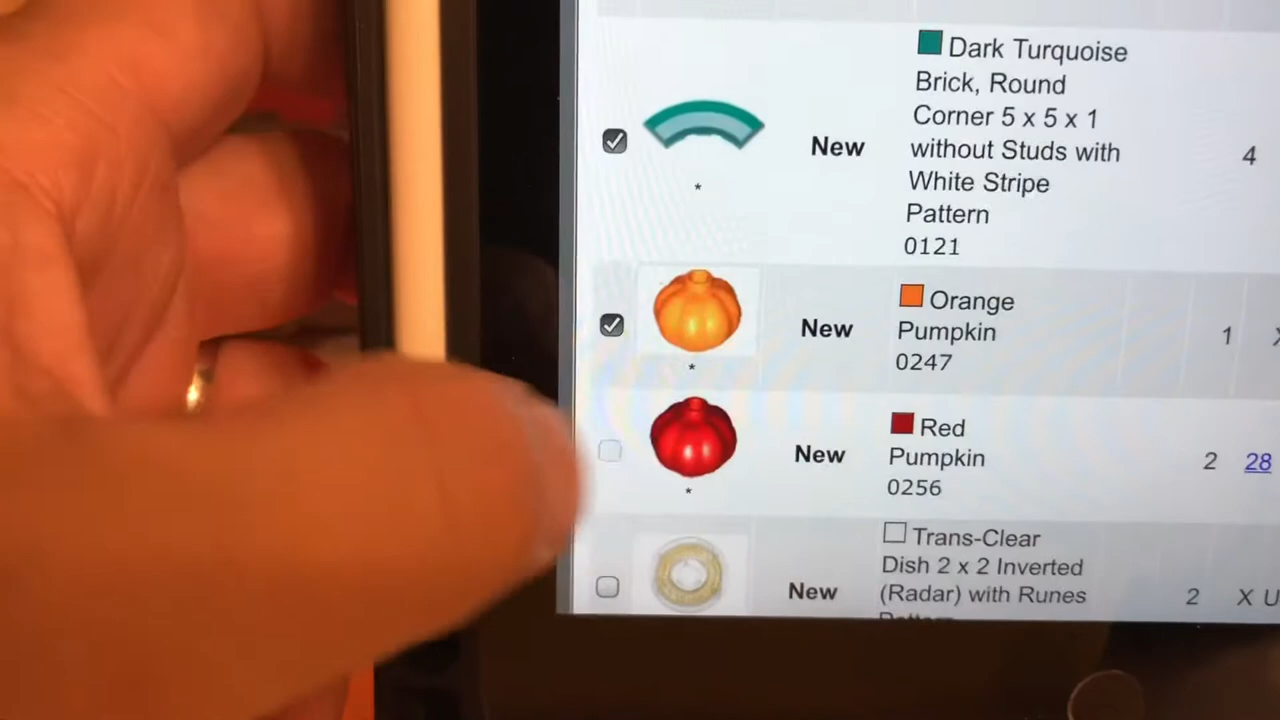 Dark Turquoise
Brick, Round
Corner 5 x 5 x 1
without Studs with
White Stripe
Pattern
0121
New
4
*
Orange
Pumpkin
0247
New
1
*
Red
Pumpkin
0256
New
2 28
*
Trans-Clear
Dish 2 x 2 Inverted
(Radar) with Runes
New
2 X U